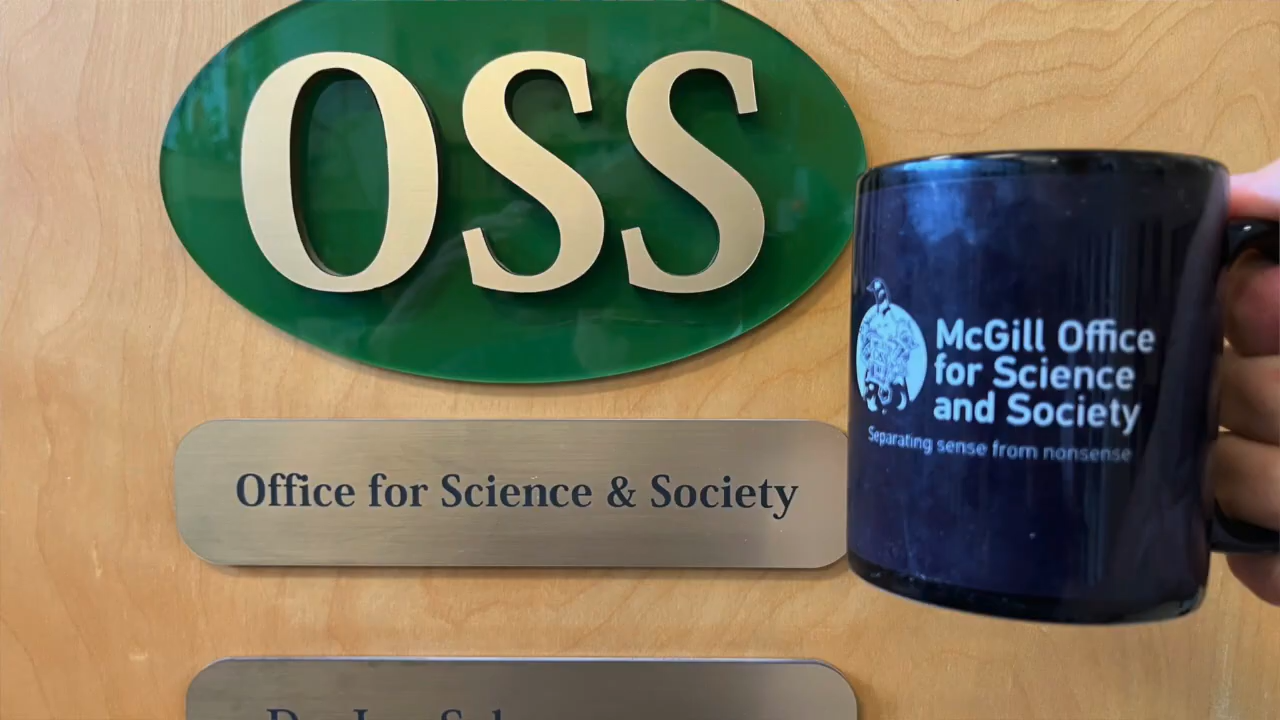 OSS
Office for Science & Society
McGill Office
for Science
and Society
Separating sense from nonsense